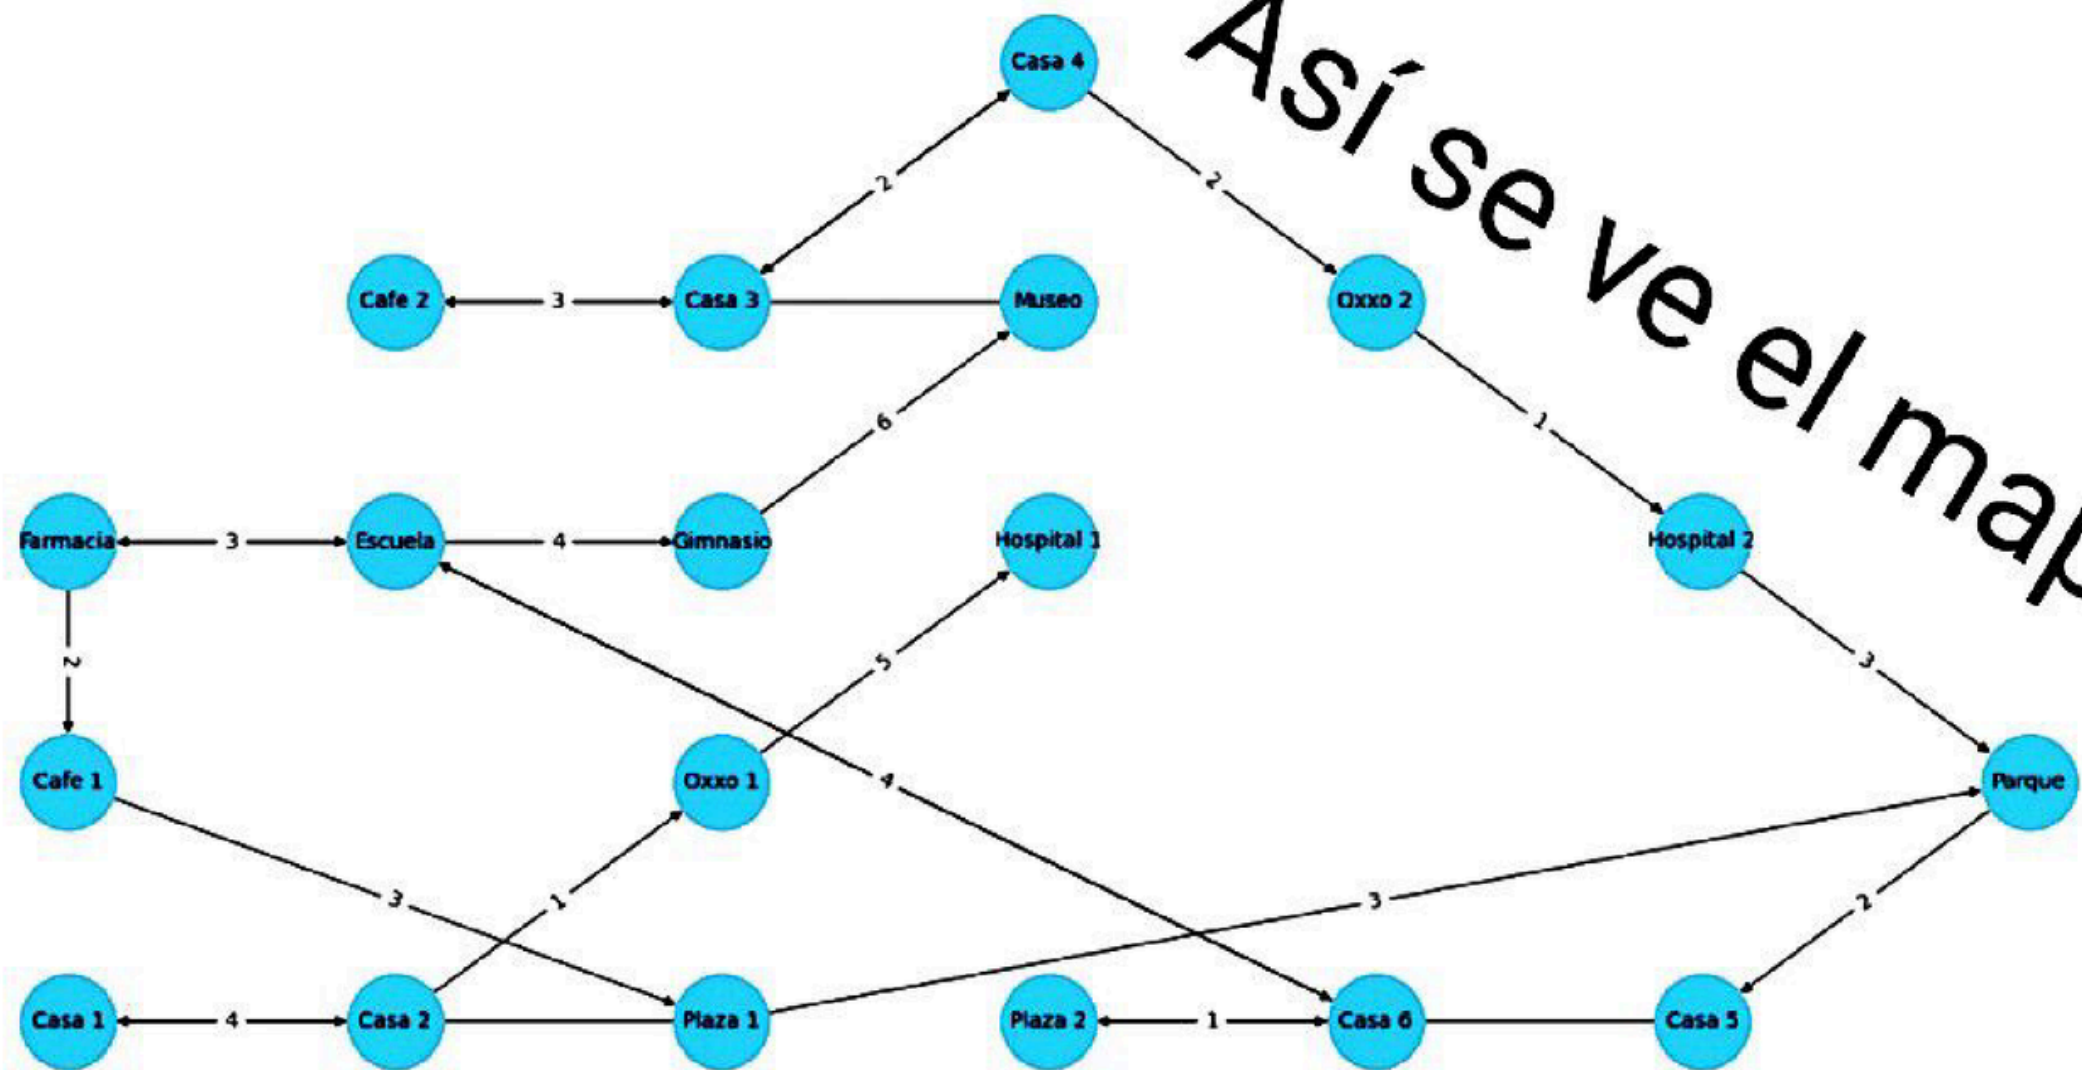 Casa 4
Así se ve el map
2
2
Cafe 2
3
Casa 3
Museo
Oxxo 2
6
1
Farmacia
3
Escuela
4
Gimnasio
Hospital 1
Hospital 2
2
5
3
Cafe 1
Oxxo 1
4
Parque
3
1
3
2
Casa 1
4
Casa 2
Plaza 1
Plaza 2
1
Casa 6
Casa 5